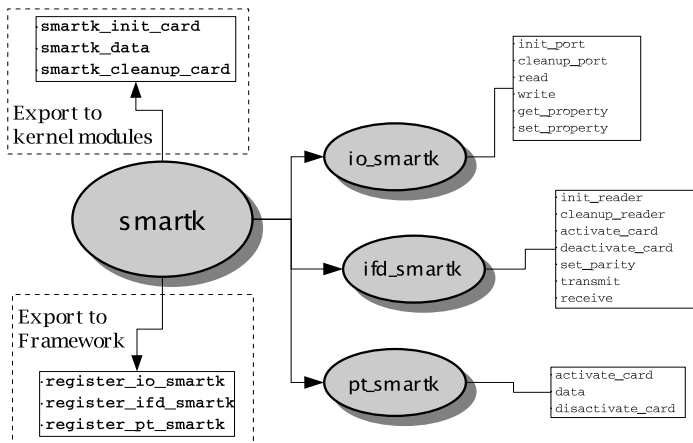 smartk_init_card
smartk_data
smartk_cleanup_card
Export to
kernel modules
smartk
Export to
Framework
register_io_smartk
register_ifd_smartk
register_pt_smartk
io_smartk
init_port
cleanup_port
read
write
get_property
set_property
ifd_smartk
init_reader
cleanup_reader
activate_card
deactivate_card
set_parity
transmit
receive
pt_smartk
activate_card
data
disactivate_card